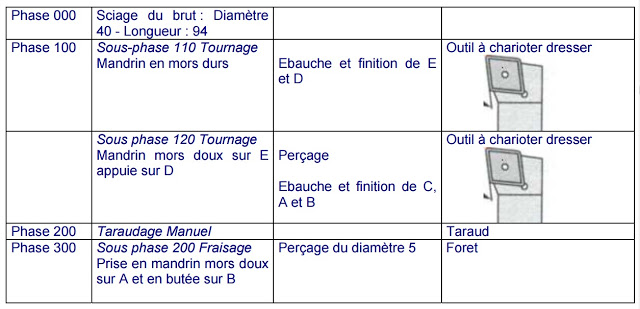 Phase 000
Sciage du brut : Diamètre
40 - Longueur : 94
Phase 100
Sous-phase 110 Tournage
Mandrin en mors durs
Ebauche et finition de E
et D
Outil à charioter dresser
Sous phase 120 Tournage
Mandrin mors doux sur E
appuie sur D
Perçage
Ebauche et finition de C,
A et B
Outil à charioter dresser
Phase 200
Taraudage Manuel
Taraud
Phase 300
Sous phase 200 Fraisage
Prise en mandrin mors doux
sur A et en butée sur B
Perçage du diamètre 5
Foret